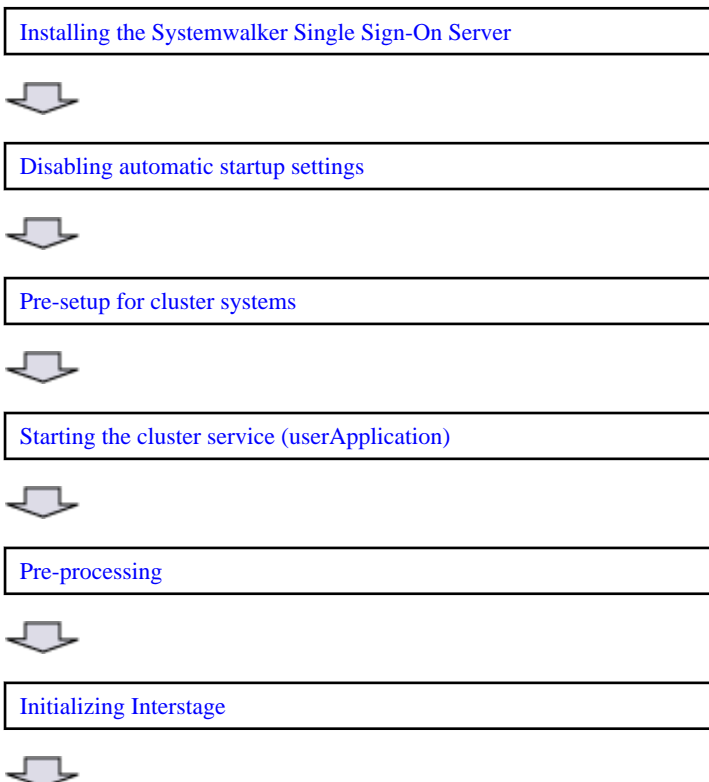 Installing the Systemwalker Single Sign-On Server
Disabling automatic startup settings
Pre-setup for cluster systems
Starting the cluster service (userApplication)
Pre-processing
Initializing Interstage